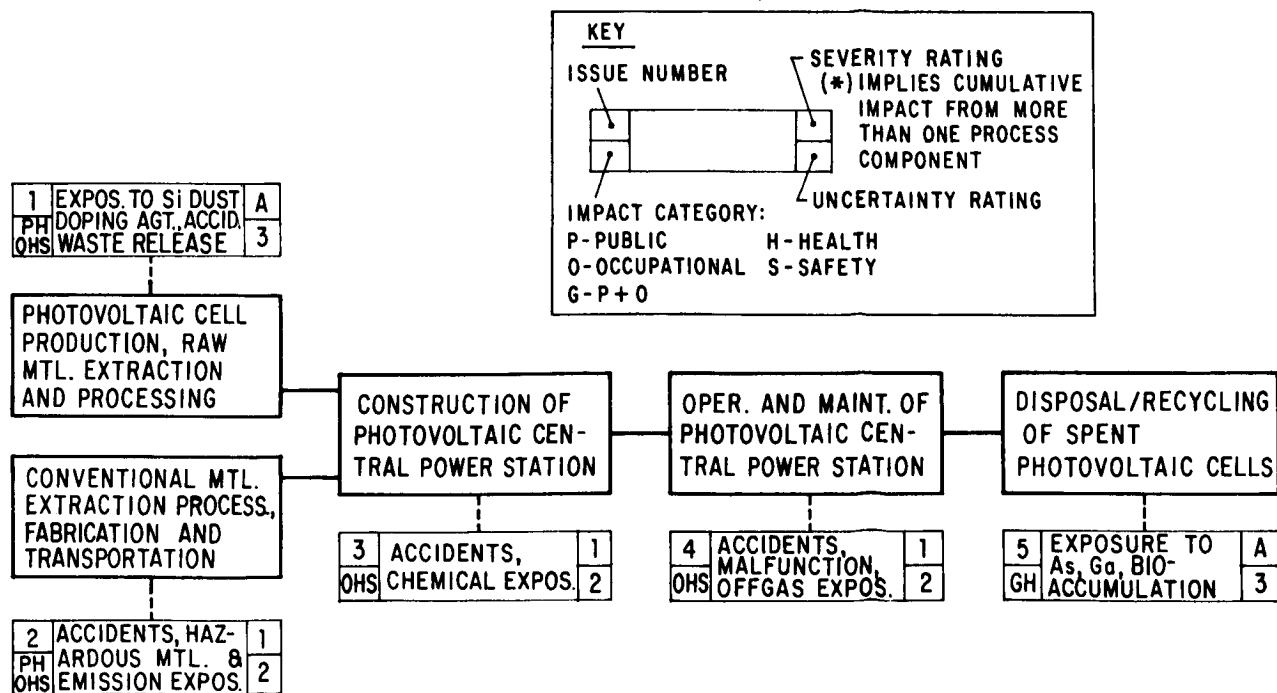 KEY
ISSUE NUMBER
SEVERITY RATING
(*) IMPLIES CUMULATIVE
IMPACT FROM MORE
THAN ONE PROCESS
COMPONENT
UNCERTAINTY RATING
IMPACT CATEGORY:
P-PUBLIC H-HEALTH
O-OCCUPATIONAL S-SAFETY
G-P+O
1 EXPOS. TO Si DUST A
PH DOPING AGT., ACCID.
OHS WASTE RELEASE 3
PHOTOVOLTAIC CELL
PRODUCTION, RAW
MTL. EXTRACTION
AND PROCESSING
CONVENTIONAL MTL.
EXTRACTION PROCESS.,
FABRICATION AND
TRANSPORTATION
2 ACCIDENTS, HAZ- 1
PH ARDOUS MTL. &
OHS EMISSION EXPOS. 2
CONSTRUCTION OF
PHOTOVOLTAIC CEN-
TRAL POWER STATION
3 ACCIDENTS, 1
OHS CHEMICAL EXPOS. 2
OPER. AND MAINT. OF
PHOTOVOLTAIC CEN-
TRAL POWER STATION
4 ACCIDENTS, 1
MALFUNCTION,
OHS OFFGAS EXPOS. 2
DISPOSAL/RECYCLING
OF SPENT
PHOTOVOLTAIC CELLS
5 EXPOSURE TO A
As, Ga, BIO-
GH ACCUMULATION 3